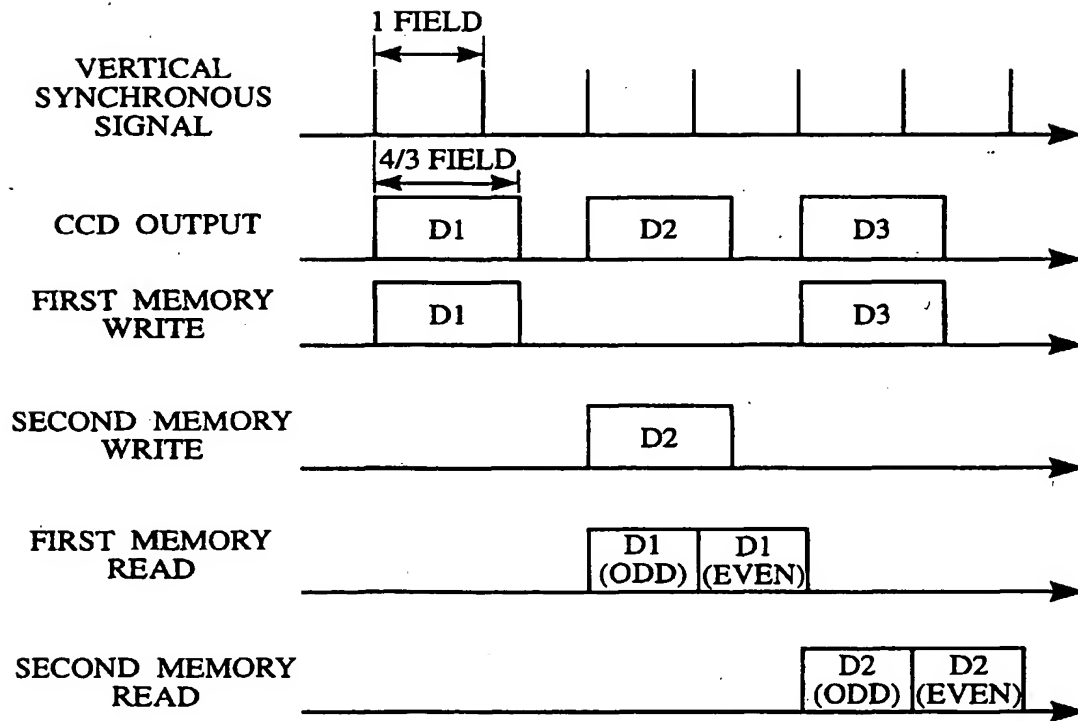 1 FIELD
VERTICAL
SYNCHRONOUS
SIGNAL
4/3 FIELD
CCD OUTPUT
D1
D2
D3
FIRST MEMORY
WRITE
D1
D3
SECOND MEMORY
WRITE
D2
FIRST MEMORY
READ
D1
(ODD)
D1
(EVEN)
SECOND MEMORY
READ
D2
(ODD)
D2
(EVEN)